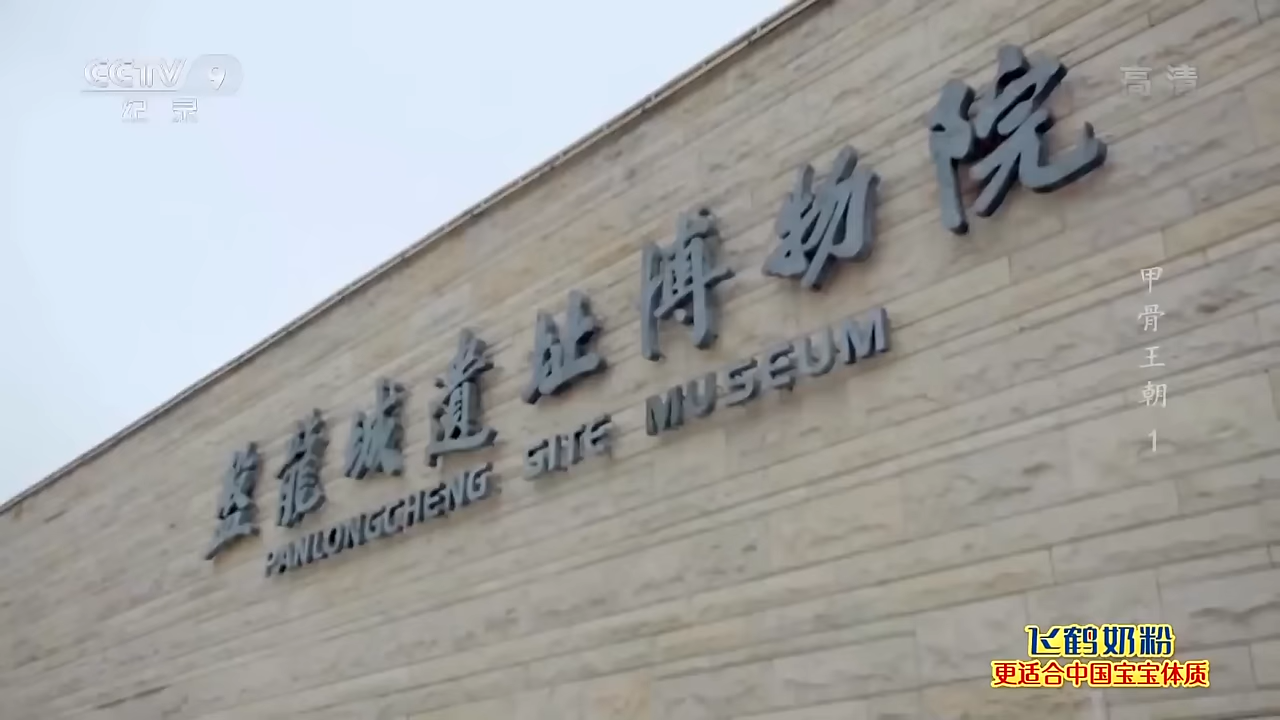 CCTV 9
纪录
高清
盘龍城遺址博物院
PANLONGCHENG SITE MUSEUM
甲骨王朝 1
飞鹤奶粉
更适合中国宝宝体质